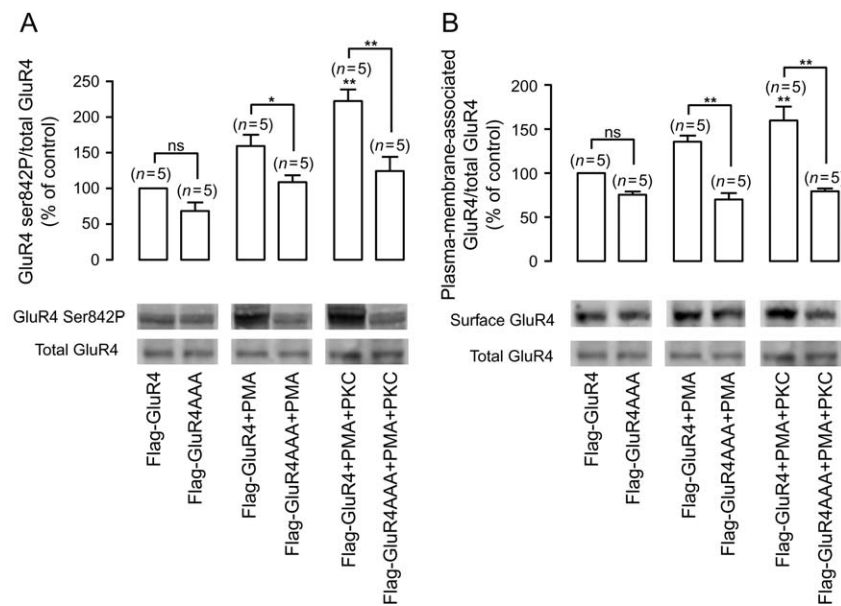 A
GluR4 ser842P/total GluR4
(% of control)
250
200
150
100
50
0
(n=5)
ns
(n=5)
(n=5)
*
(n=5)
**
(n=5)
**
(n=5)
GluR4 Ser842P
Total GluR4
Flag-GluR4
Flag-GluR4AAA
Flag-GluR4+PMA
Flag-GluR4AAA+PMA
Flag-GluR4+PMA+PKC
Flag-GluR4AAA+PMA+PKC
B
Plasma-membrane-associated
GluR4/total GluR4
(% of control)
200
150
100
50
0
ns
(n=5)
(n=5)
(n=5)
**
(n=5)
**
(n=5)
**
(n=5)
Surface GluR4
Total GluR4
Flag-GluR4
Flag-GluR4AAA
Flag-GluR4+PMA
Flag-GluR4AAA+PMA
Flag-GluR4+PMA+PKC
Flag-GluR4AAA+PMA+PKC